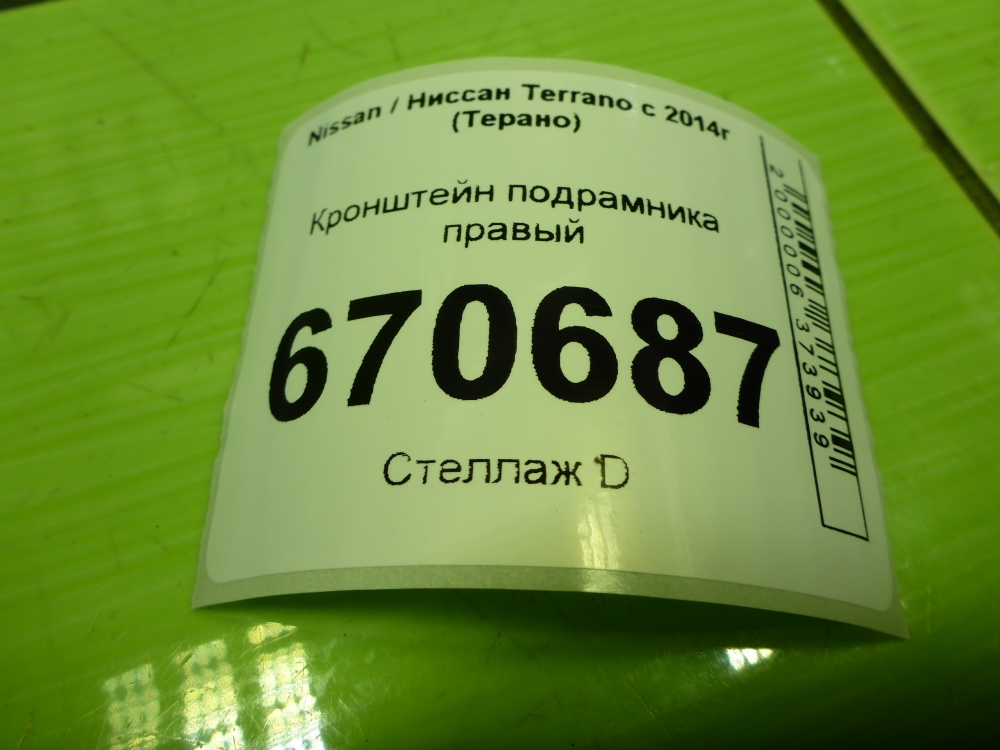 Nissan / Ниссан Terrano с 2014г
(Терано)
Кронштейн подрамника
правый
670687
Стеллаж D
2000006373939